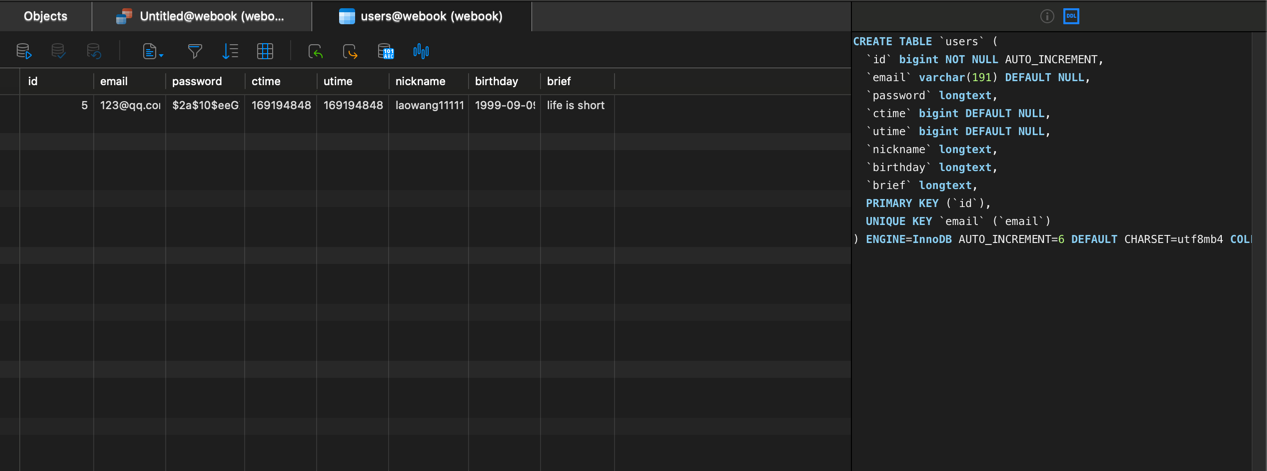 Objects
Untitled@webook (webo...
users@webook (webook)
id email password ctime utime nickname birthday brief
5 123@qq.co $2a$10$eeG 169194848 169194848 laowang11111 1999-09-0 life is short
DDL
CREATE TABLE `users` (
`id` bigint NOT NULL AUTO_INCREMENT,
`email` varchar(191) DEFAULT NULL,
`password` longtext,
`ctime` bigint DEFAULT NULL,
`utime` bigint DEFAULT NULL,
`nickname` longtext,
`birthday` longtext,
`brief` longtext,
PRIMARY KEY (`id`),
UNIQUE KEY `email` (`email`)
) ENGINE=InnoDB AUTO_INCREMENT=6 DEFAULT CHARSET=utf8mb4 COL